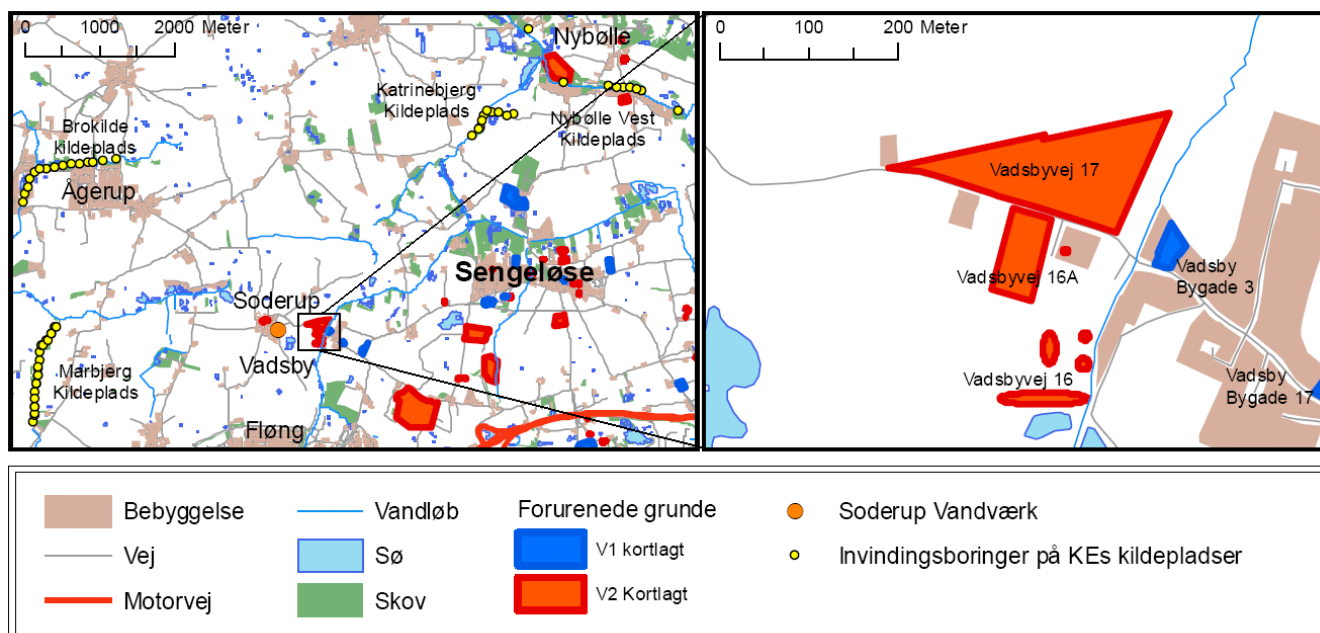 0 1000 2000 Meter
Nybølle
Katrinebjerg
Kildeplads
Brokilde
kildeplads
Nybølle Vest
Kildeplads
Ågerup
Sengeløse
Soderup
Vadsby
Marbjerg
Kildeplads
Fløng
0 100 200 Meter
Vadsbyvej 17
Vadsbyvej 16A
Vadsby
Bygade 3
Vadsbyvej 16
Vadsby
Bygade 17
Bebyggelse
Vej
Motorvej
Vandløb
Sø
Skov
Forurenede grunde
V1 kortlagt
V2 Kortlagt
Soderup Vandværk
Invindingsboringer på KEs kildepladser